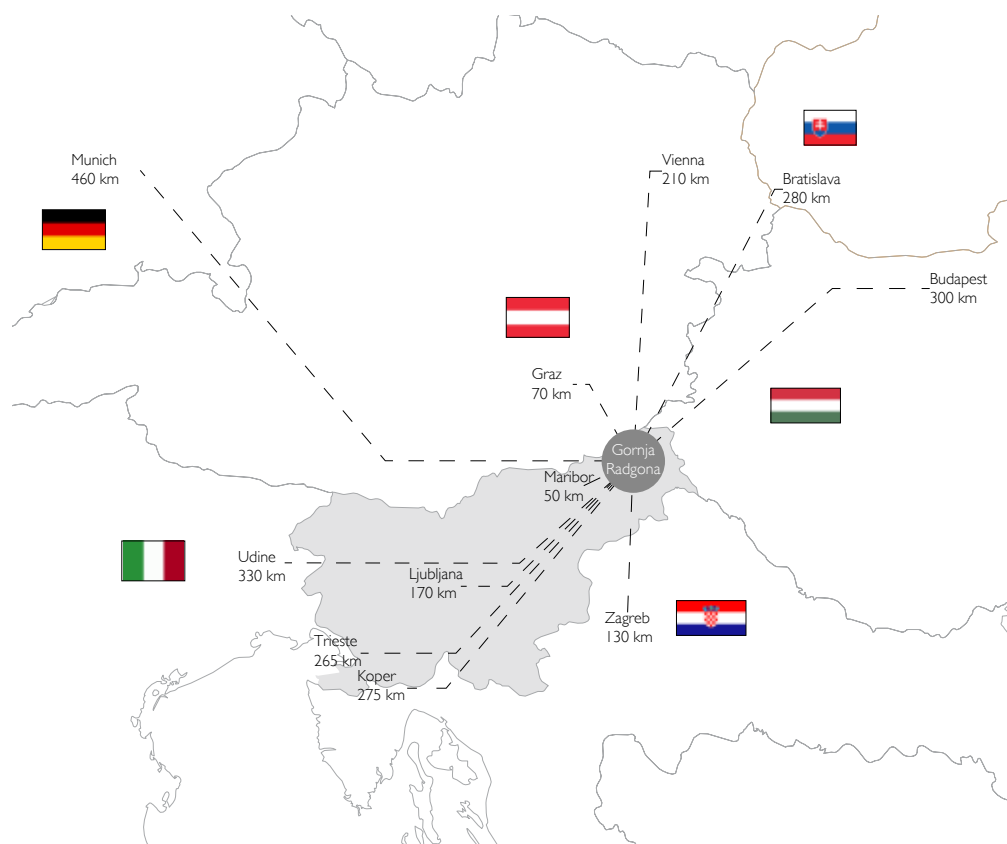 Munich
460 km
Vienna
210 km
Bratislava
280 km
Budapest
300 km
Graz
70 km
Gornja
Radgona
Maribor
50 km
Udine
330 km
Ljubljana
170 km
Zagreb
130 km
Trieste
265 km
Koper
275 km